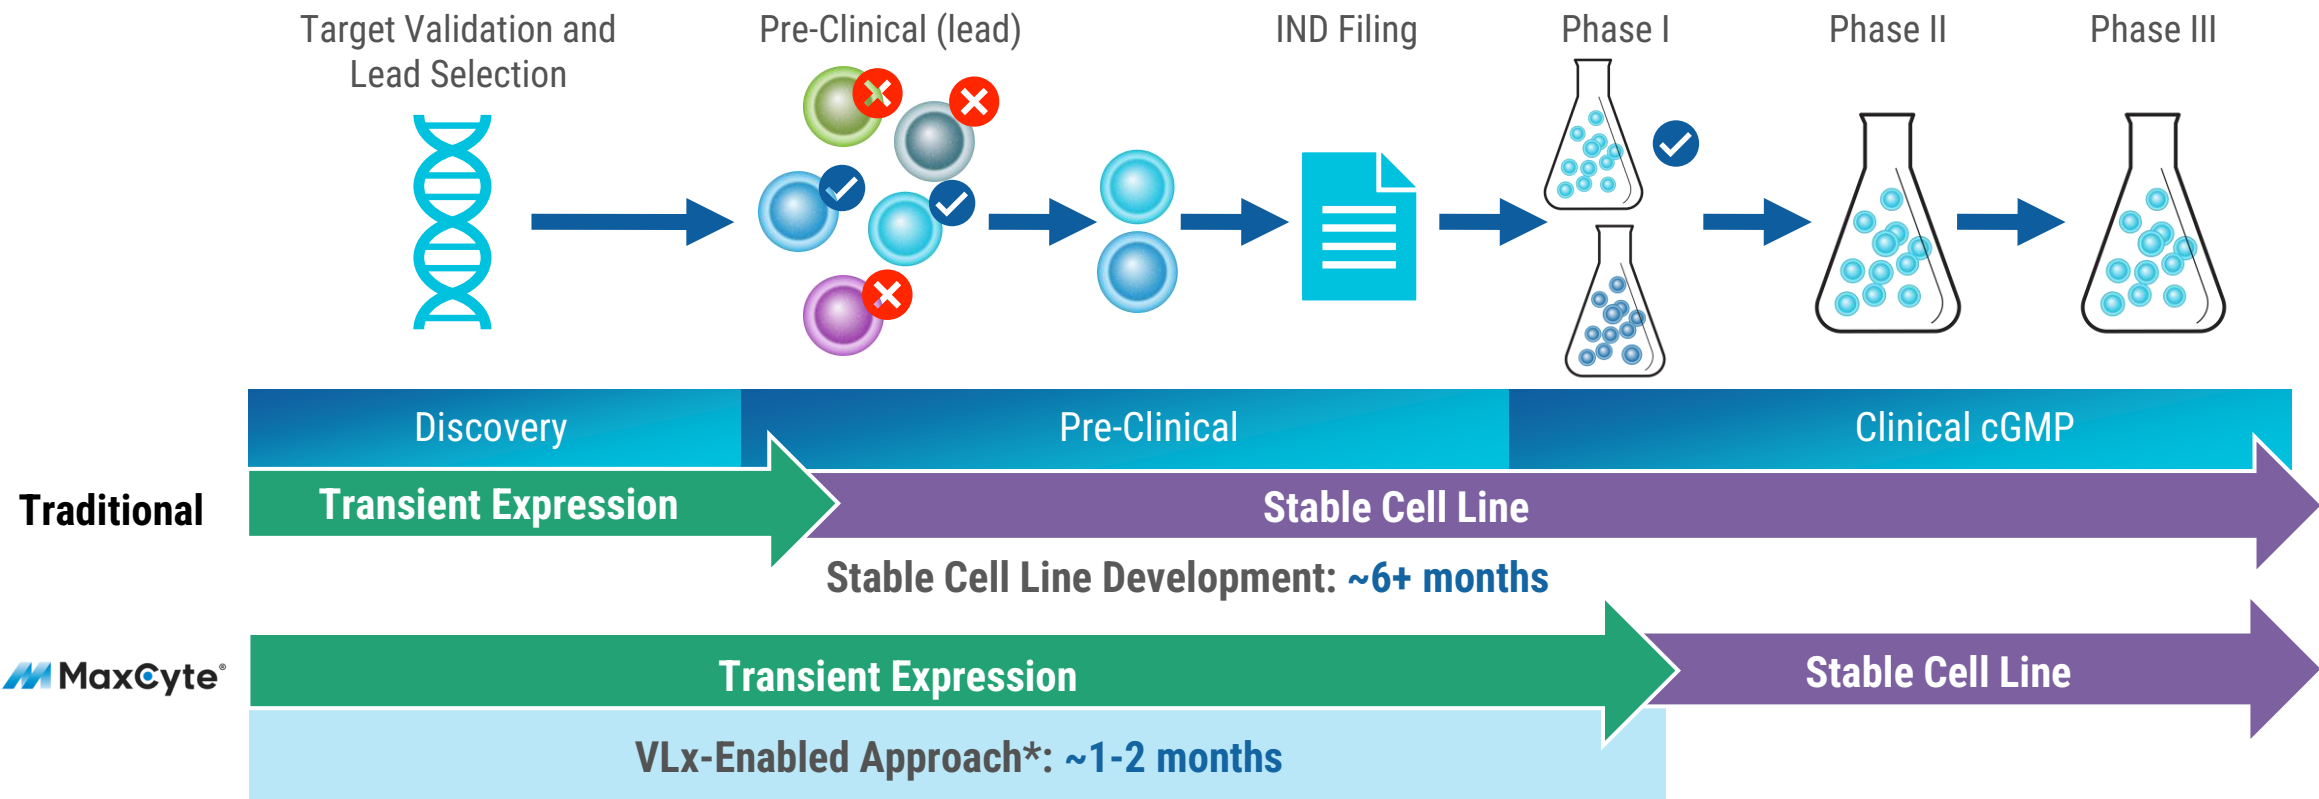 Target Validation and
Lead Selection
Pre-Clinical (lead)
IND Filing
Phase I
Phase II
Phase III
Discovery
Pre-Clinical
Clinical cGMP
Traditional
Transient Expression
Stable Cell Line
Stable Cell Line Development: ~6+ months
MaxCyte®
Transient Expression
Stable Cell Line
VLx-Enabled Approach*: ~1-2 months